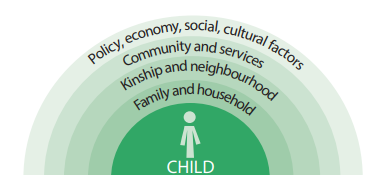 Policy, economy, social, cultural factors
Community and services
Kinship and neighbourhood
Family and household
CHILD